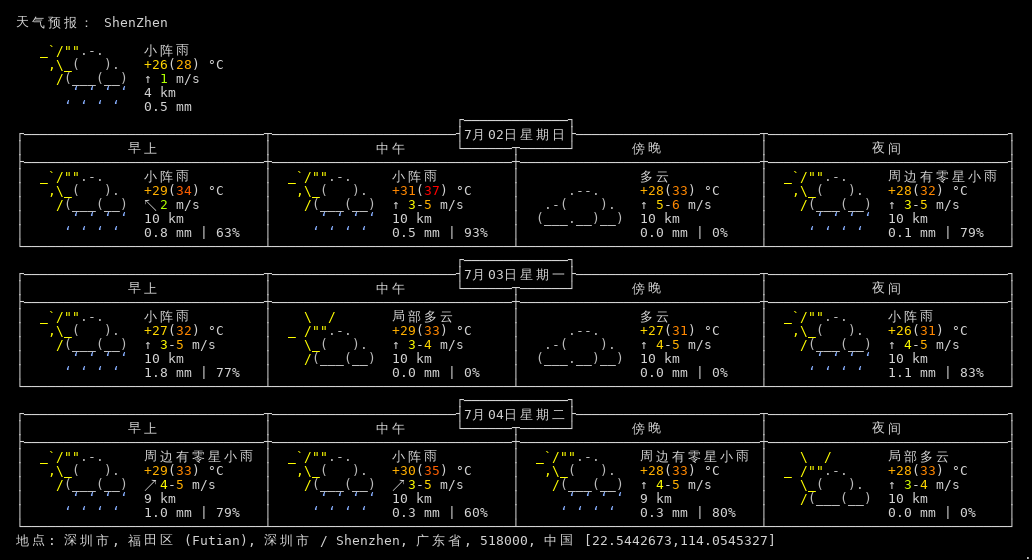 天气预报： ShenZhen
小阵雨
+26(28) °C
↑ 1 m/s
4 km
0.5 mm
7月02日星期日
早上 中午 傍晚 夜间
小阵雨 小阵雨 多云 周边有零星小雨
+29(34) °C +31(37) °C +28(33) °C +28(32) °C
↖ 2 m/s ↑ 3-5 m/s ↑ 5-6 m/s ↑ 3-5 m/s
10 km 10 km 10 km 10 km
0.8 mm | 63% 0.5 mm | 93% 0.0 mm | 0% 0.1 mm | 79%
7月03日星期一
早上 中午 傍晚 夜间
小阵雨 局部多云 多云 小阵雨
+27(32) °C +29(33) °C +27(31) °C +26(31) °C
↑ 3-5 m/s ↑ 3-4 m/s ↑ 4-5 m/s ↑ 4-5 m/s
10 km 10 km 10 km 10 km
1.8 mm | 77% 0.0 mm | 0% 0.0 mm | 0% 1.1 mm | 83%
7月04日星期二
早上 中午 傍晚 夜间
周边有零星小雨 小阵雨 周边有零星小雨 局部多云
+29(33) °C +30(35) °C +28(33) °C +28(33) °C
↗ 4-5 m/s ↗ 3-5 m/s ↑ 4-5 m/s ↑ 3-4 m/s
9 km 10 km 9 km 10 km
1.0 mm | 79% 0.3 mm | 60% 0.3 mm | 80% 0.0 mm | 0%
地点: 深圳市, 福田区 (Futian), 深圳市 / Shenzhen, 广东省, 518000, 中国 [22.5442673,114.0545327]